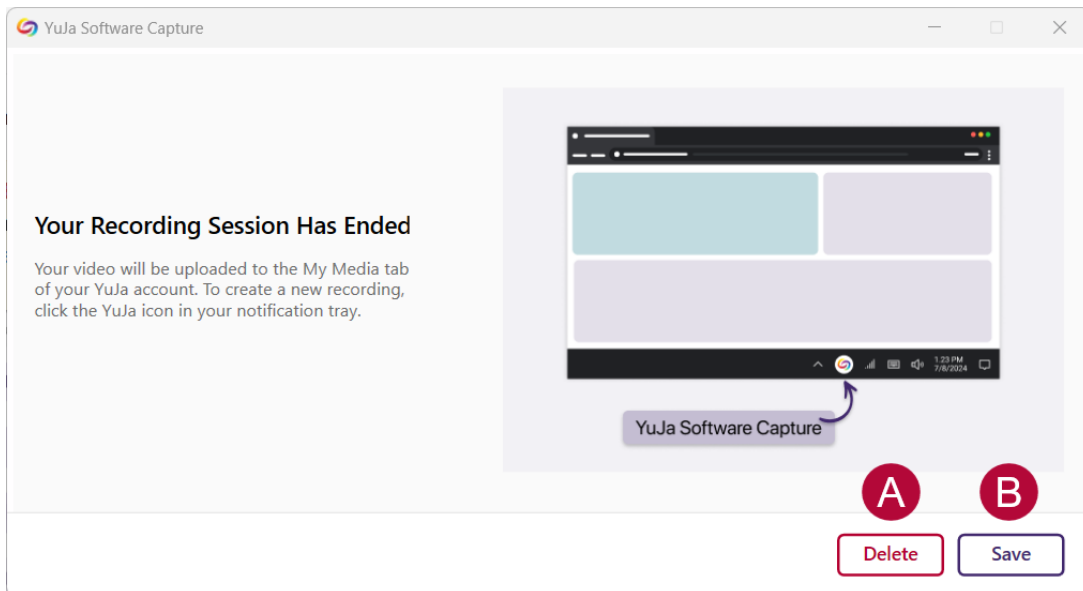 YuJa Software Capture
Your Recording Session Has Ended
Your video will be uploaded to the My Media tab
of your YuJa account. To create a new recording,
click the YuJa icon in your notification tray.
1:23 PM
7/8/2024
YuJa Software Capture
A
B
Delete
Save